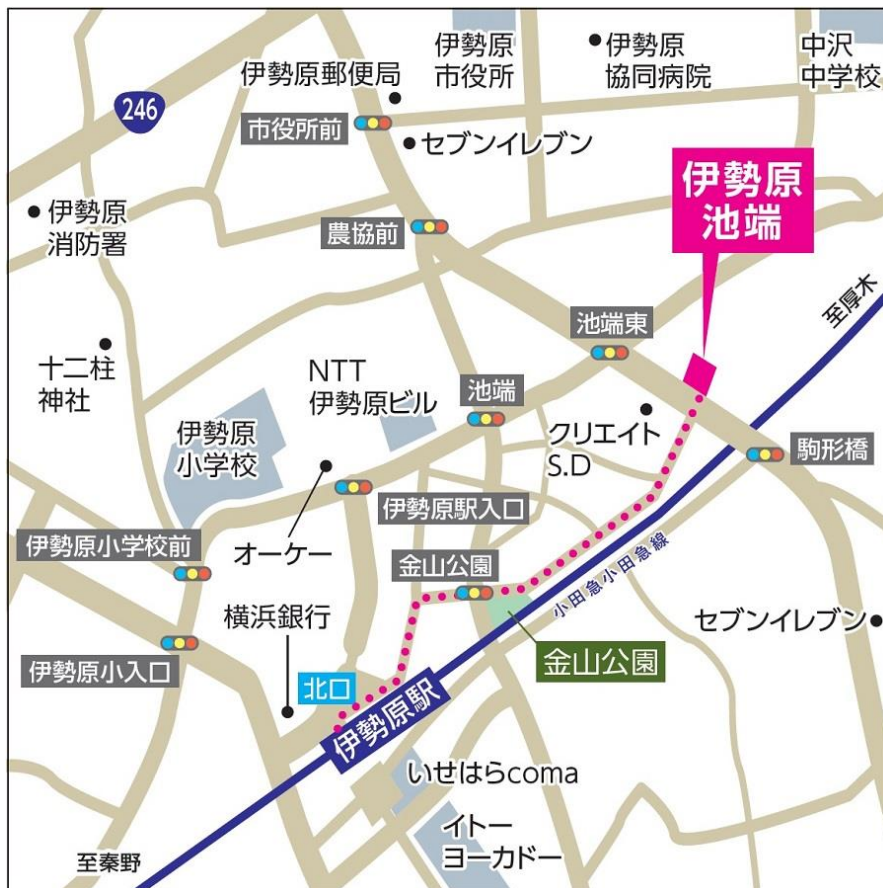 伊勢原
市役所
伊勢原
協同病院
中沢
中学校
伊勢原郵便局
246
市役所前
セブンイレブン
伊勢原
池端
伊勢原
消防署
農協前
至厚木
池端東
十二柱
神社
NTT
伊勢原ビル
池端
伊勢原
小学校
クリエイト
S.D
駒形橋
伊勢原駅入口
オーケー
伊勢原小学校前
金山公園
小田急小田急線
横浜銀行
セブンイレブン
伊勢原小入口
金山公園
北口
伊勢原駅
いせはらcoma
イトー
ヨーカドー
至秦野